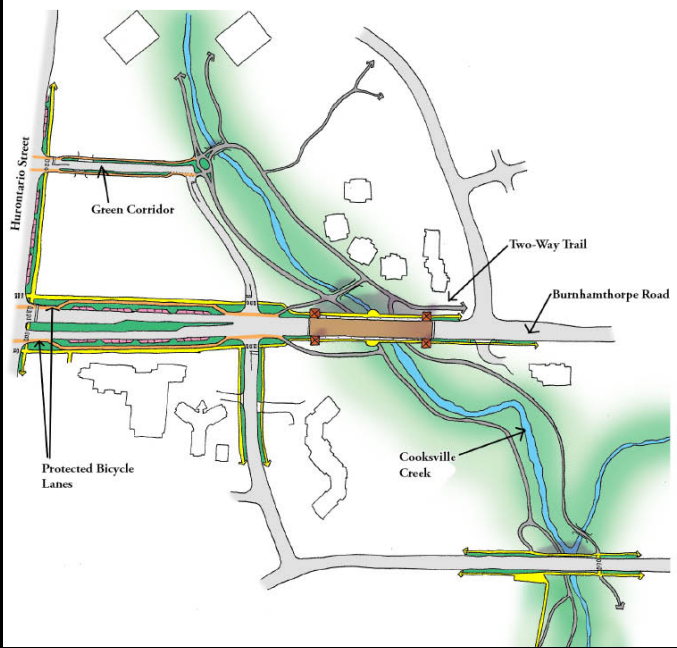 Hurontario Street
Green Corridor
Two-Way Trail
Burnhamthorpe Road
Cooksville
Creek
Protected Bicycle
Lanes